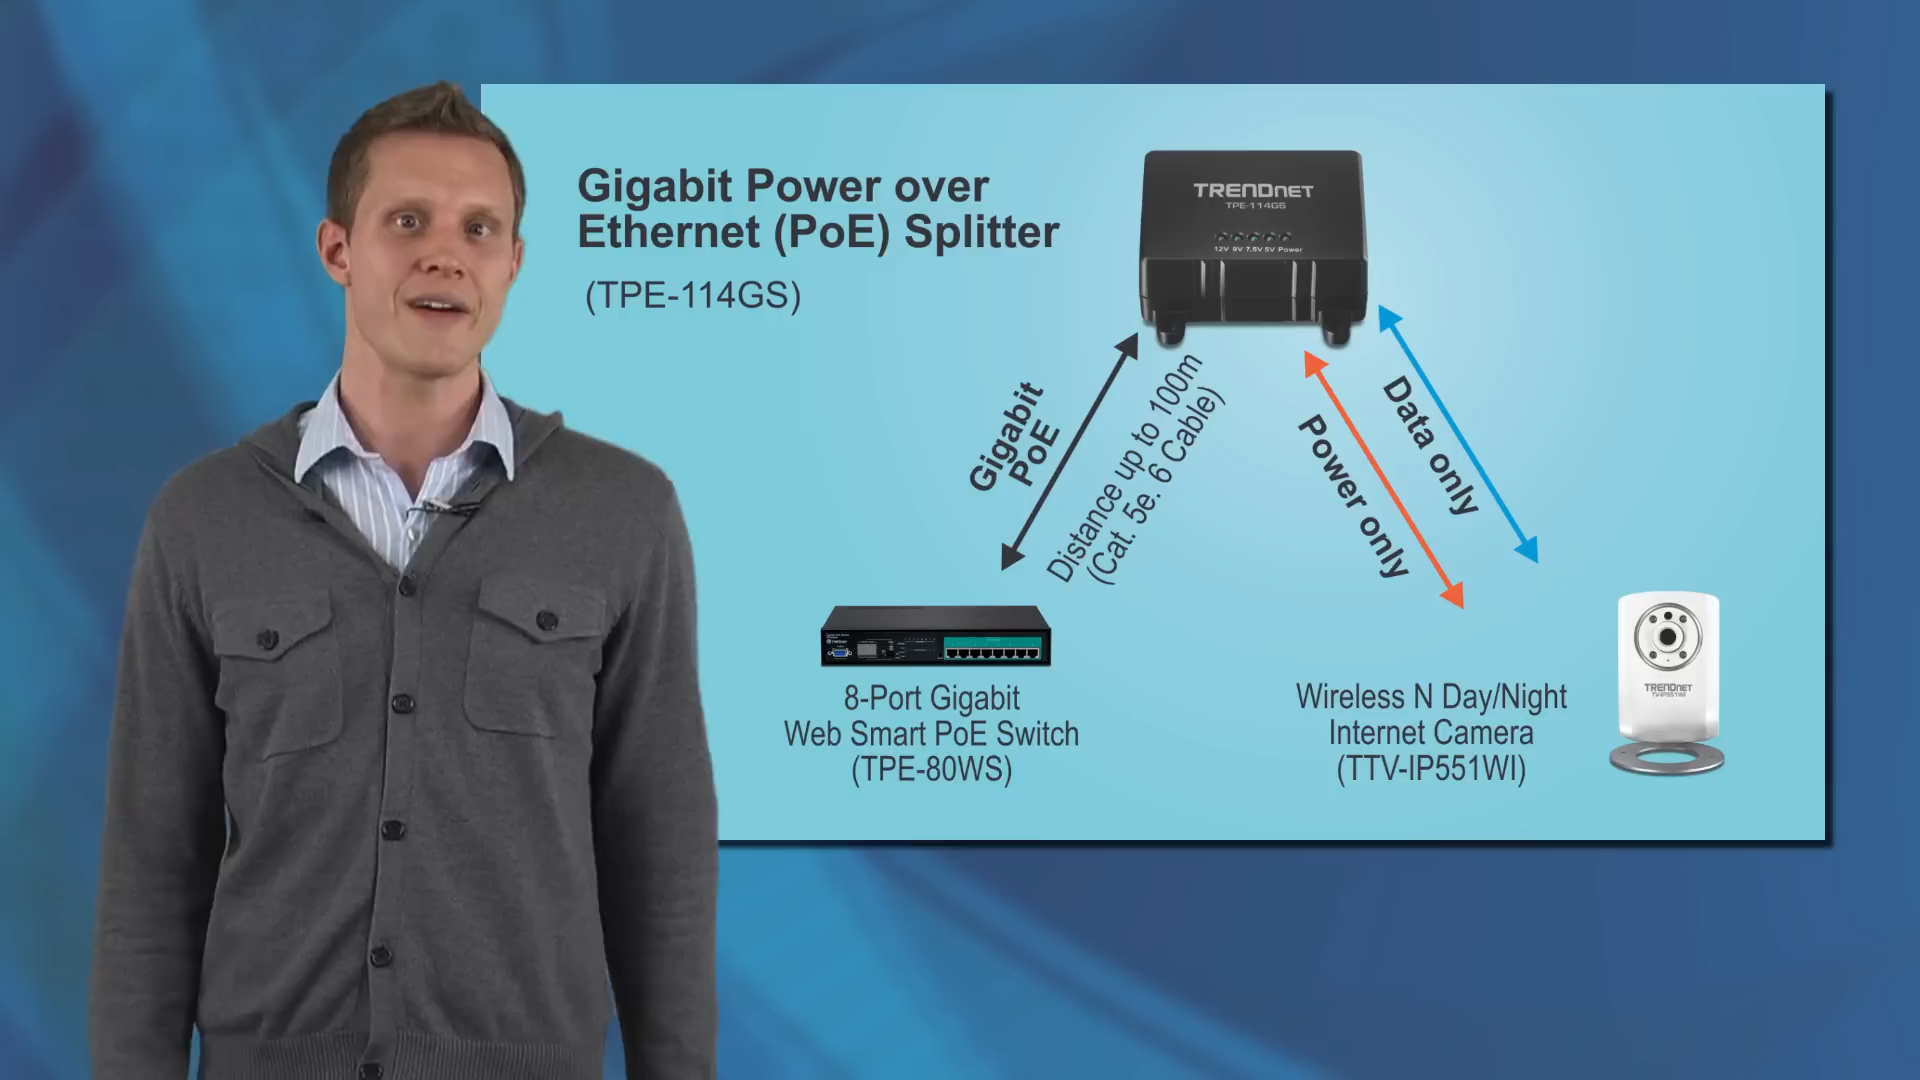 Gigabit Power over
Ethernet (PoE) Splitter
(TPE-114GS)
TRENDNET
TPE-114GS
12V 9V 7.5V 5V Power
Gigabit
PoE
Distance up to 100m
(Cat. 5e. 6 Cable)
Power only
Data only
8-Port Gigabit
Web Smart PoE Switch
(TPE-80WS)
Wireless N Day/Night
Internet Camera
(TTV-IP551WI)
TRENDNET
TV-IP551WI